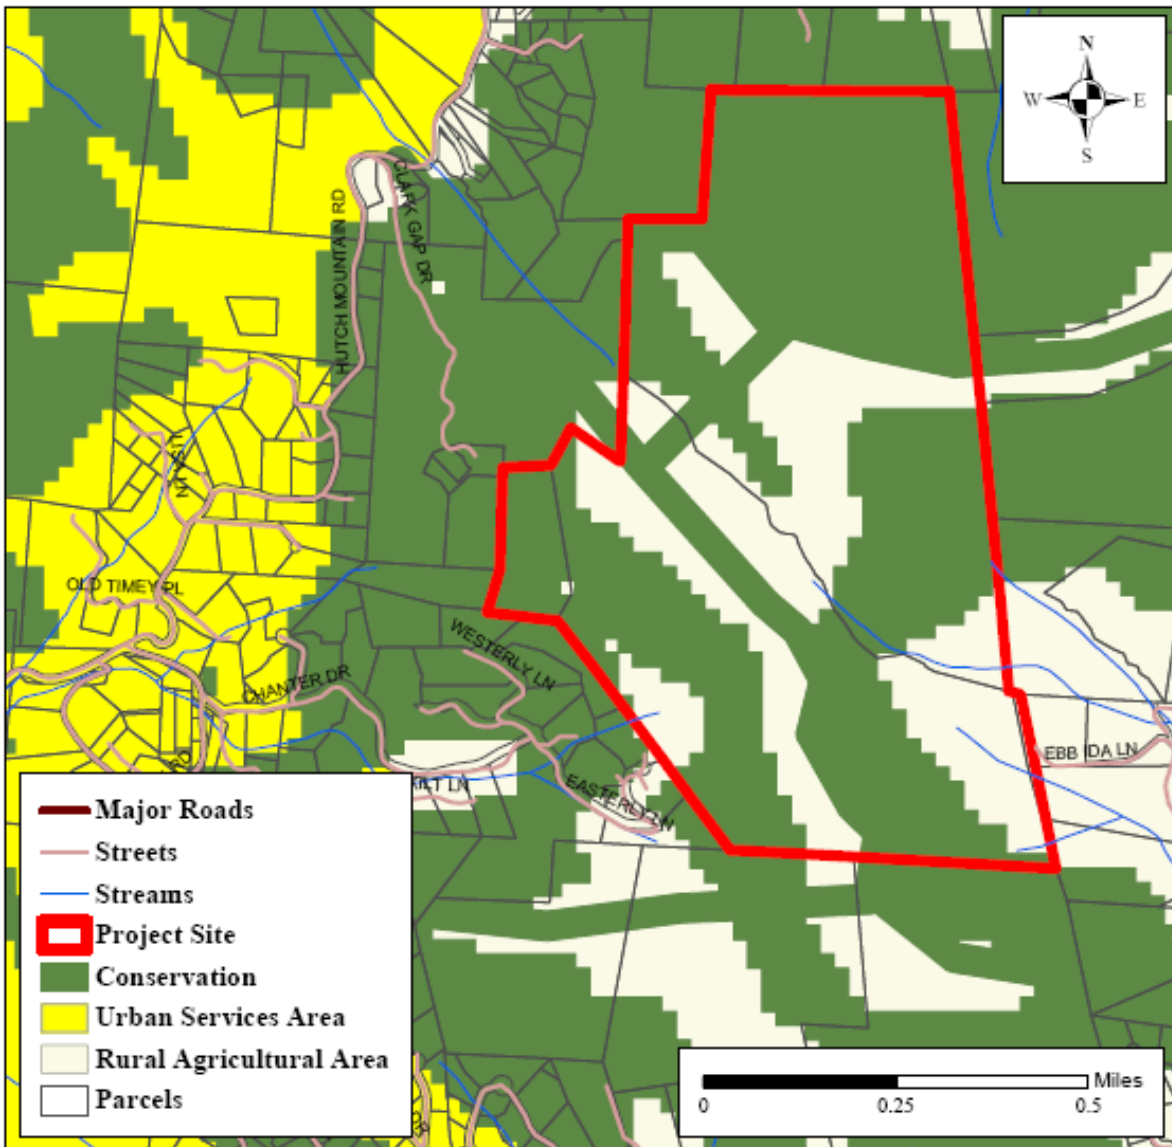 N
W E
S
CLARK GAP DR
HUTCH MOUNTAIN RD
OLD TIMEY PL
WESTERLY LN
CHANTER DR
EBB IDA LN
EASTERLY LN
LN
RD
Major Roads
Streets
Streams
Project Site
Conservation
Urban Services Area
Rural Agricultural Area
Parcels
Miles
0 0.25 0.5